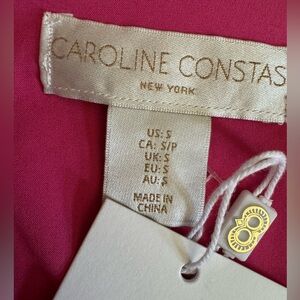 CAROLINE CONSTAS
NEW YORK
US: S
CA: S/P
UK: S
EU: S
AU: S
MADE IN
CHINA